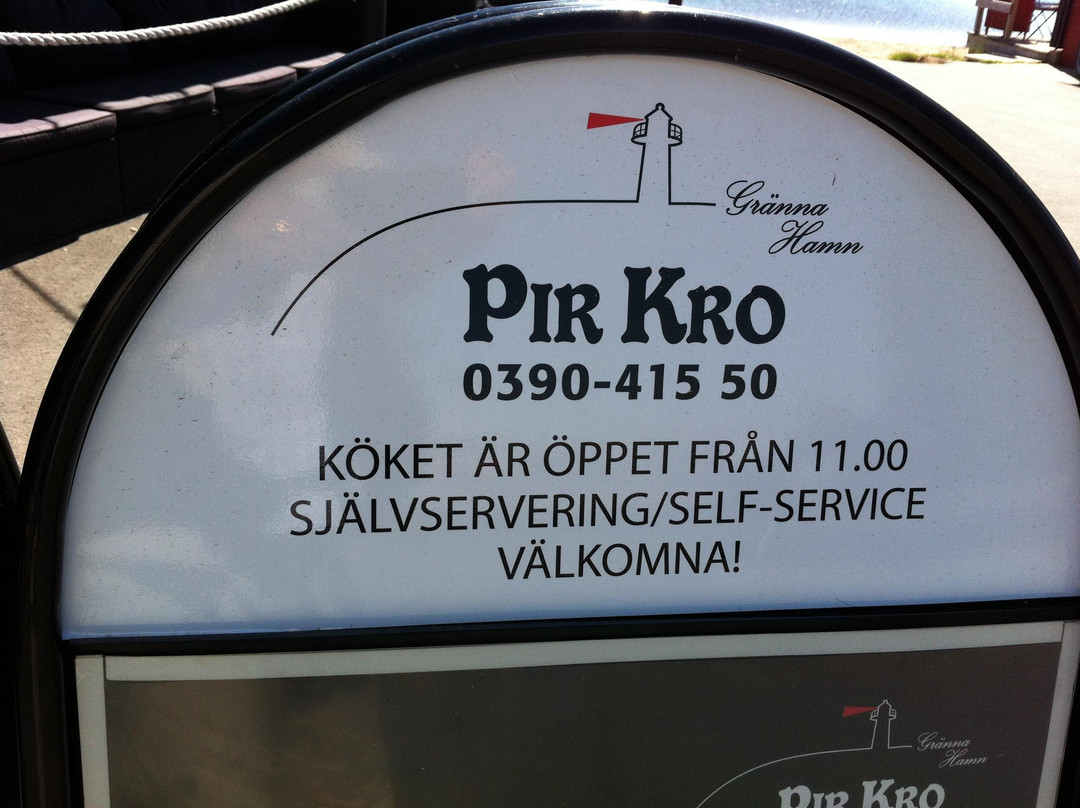 Gränna
Hamn
PIR KRO
0390-415 50
KÖKET ÄR ÖPPET FRÅN 11.00
SJÄLVSERVERING/SELF-SERVICE
VÄLKOMNA!
Gränna
Hamn
PIR KRO